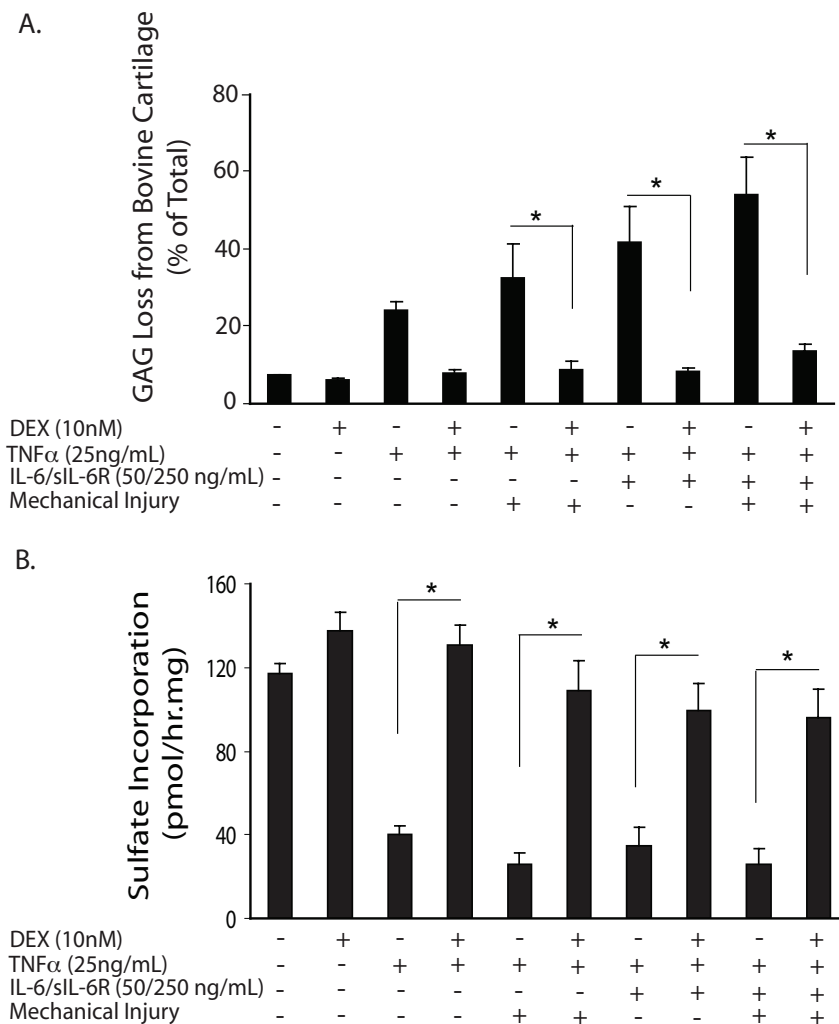 A.
GAG Loss from Bovine Cartilage
(% of Total)
80
60
40
20
0
* * *
DEX (10nM) - + - + - + - + - +
TNFα (25ng/mL) - - + + + + + + + +
IL-6/sIL-6R (50/250 ng/mL) - - - - - - + + + +
Mechanical Injury - - - - + + - - + +
B.
Sulfate Incorporation
(pmol/hr.mg)
160
120
80
40
0
* * * *
DEX (10nM) - + - + - + - + - +
TNFα (25ng/mL) - - + + + + + + + +
IL-6/sIL-6R (50/250 ng/mL) - - - - - - + + + +
Mechanical Injury - - - - + + - - + +